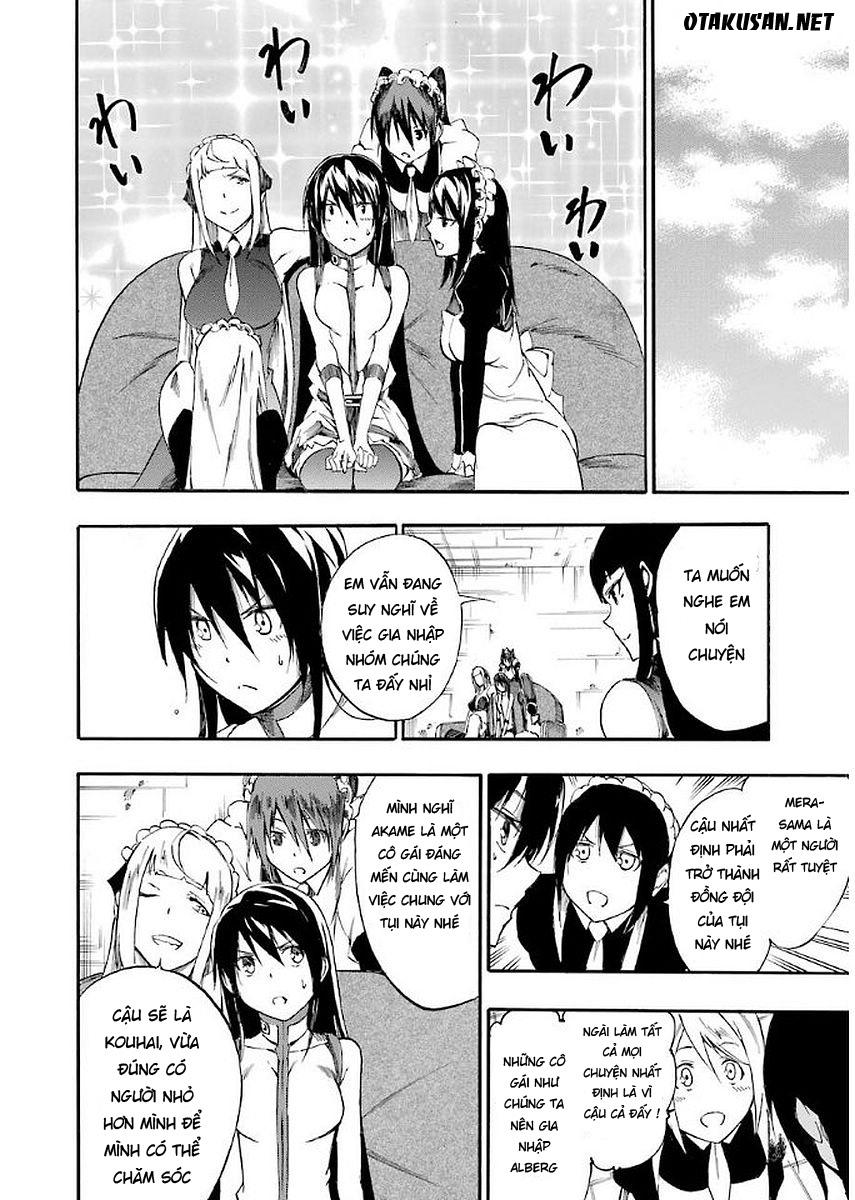 OTAKUSAN.NET
わい
わい
わい
TA MUỐN
NGHE EM
NÓI
CHUYỆN
EM VẪN ĐANG
SUY NGHĨ VỀ
VIỆC GIA NHẬP
NHÓM CHÚNG
TA ĐẤY NHỈ
MERA-
SAMA LÀ
MỘT NGƯỜI
RẤT TUYỆT
CẬU NHẤT
ĐỊNH PHẢI
TRỞ THÀNH
ĐỒNG ĐỘI
CỦA TỤI
NÀY NHÉ
MÌNH NGHĨ
AKAME LÀ MỘT
CÔ GÁI ĐÁNG
MẾN CÙNG LÀM
VIỆC CHUNG VỚI
TỤI NÀY NHÉ
CẬU SẼ LÀ
KOUHAI, VỪA
ĐÚNG CÓ
NGƯỜI NHỎ
HƠN MÌNH ĐỂ
MÌNH CÓ THỂ
CHĂM SÓC
NGÀI LÀM TẤT
CẢ MỌI
CHUYỆN NHẤT
ĐỊNH LÀ VÌ
CẬU CẢ ĐẤY !
NHỮNG CÔ
GÁI NHƯ
CHÚNG TA
NÊN GIA
NHẬP
ALBERG